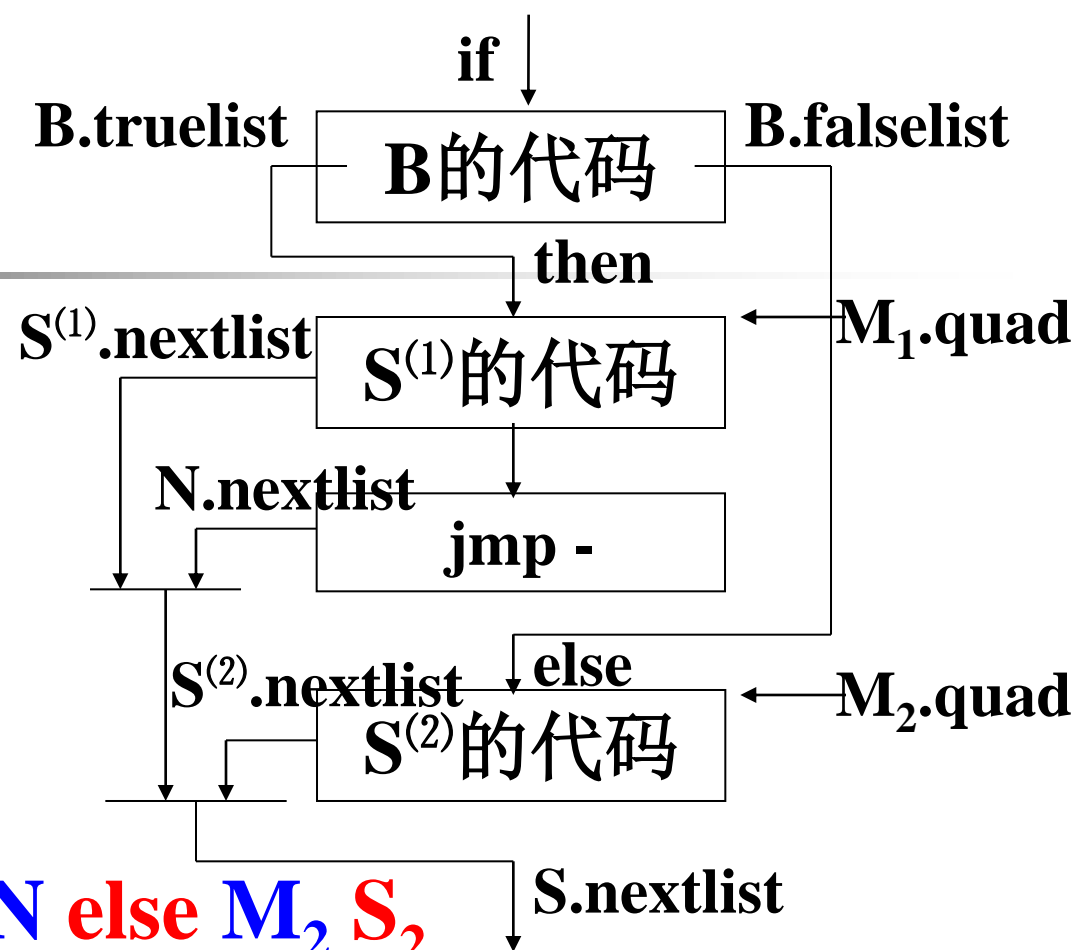 if
B.truelist
B的代码
B.falselist
then
S⁽¹⁾.nextlist
S⁽¹⁾的代码
M₁.quad
N.nextlist
jmp -
else
S⁽²⁾.nextlist
S⁽²⁾的代码
M₂.quad
S.nextlist
N else M₂ S₂